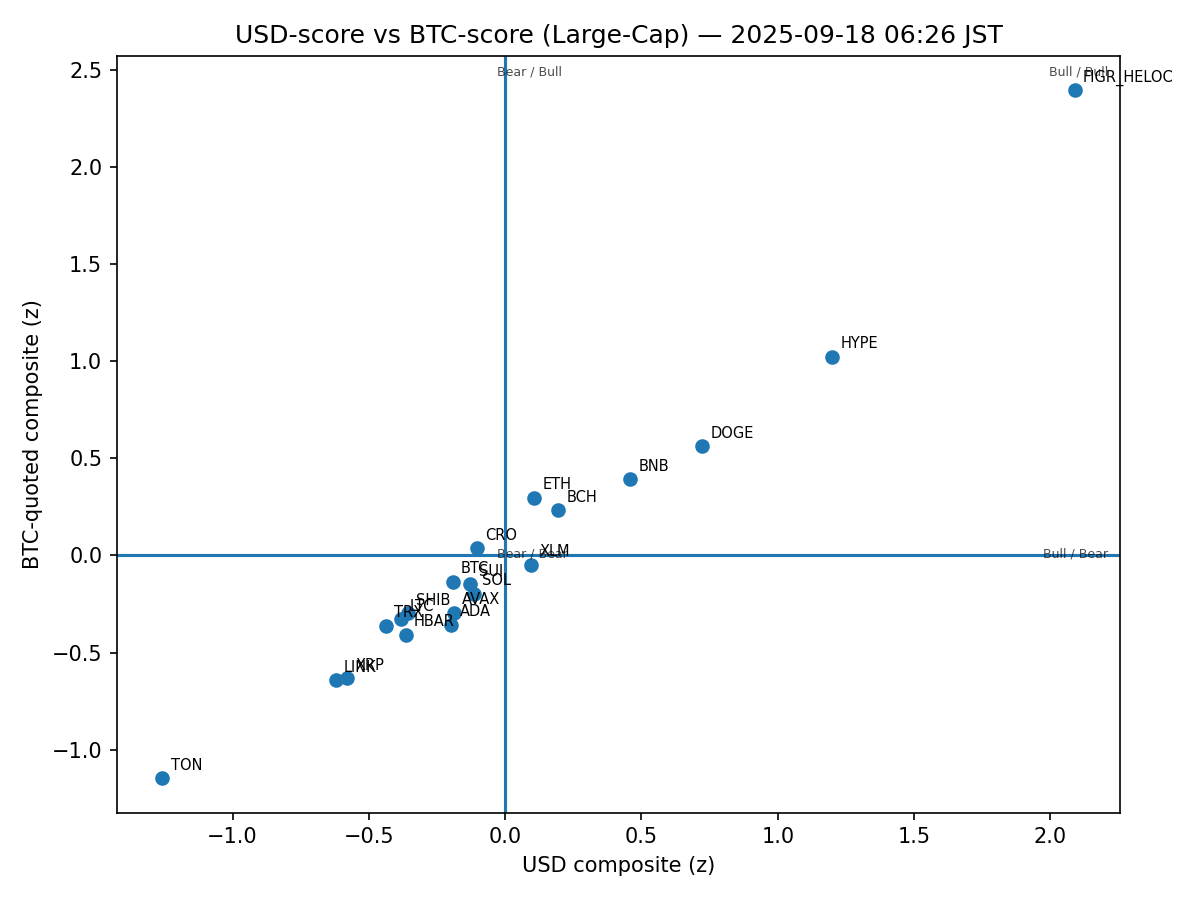 USD-score vs BTC-score (Large-Cap) — 2025-09-18 06:26 JST
2.5
Bear / Bull
Bull / Bull
FIGR_HELOC
2.0
1.5
HYPE
1.0
DOGE
BNB
0.5
ETH
BCH
CRO
XLM
0.0
Bear / Bear
Bull / Bear
BTC
SUI
SOL
SHIB
AVAX
LTC
TRX
ADA
HBAR
−0.5
LINK
XRP
−1.0
TON
−1.0
−0.5
0.0
0.5
1.0
1.5
2.0
USD composite (z)
BTC-quoted composite (z)